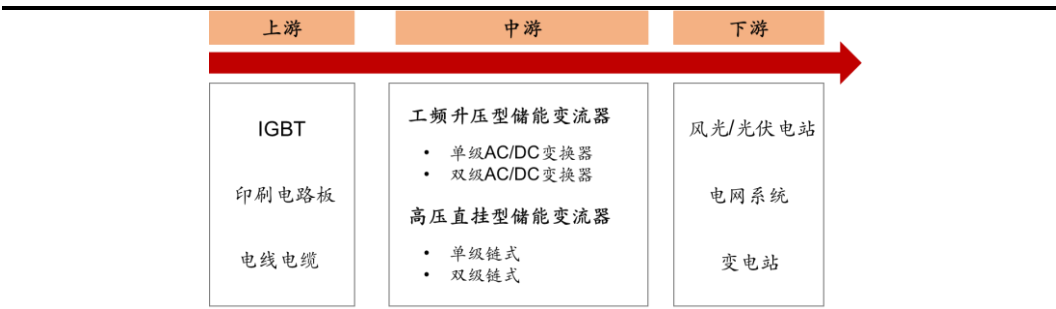 上游
中游
下游
IGBT
印刷电路板
电线电缆
工频升压型储能变流器
• 单级AC/DC变换器
• 双级AC/DC变换器
高压直挂型储能变流器
• 单级链式
• 双级链式
风光/光伏电站
电网系统
变电站